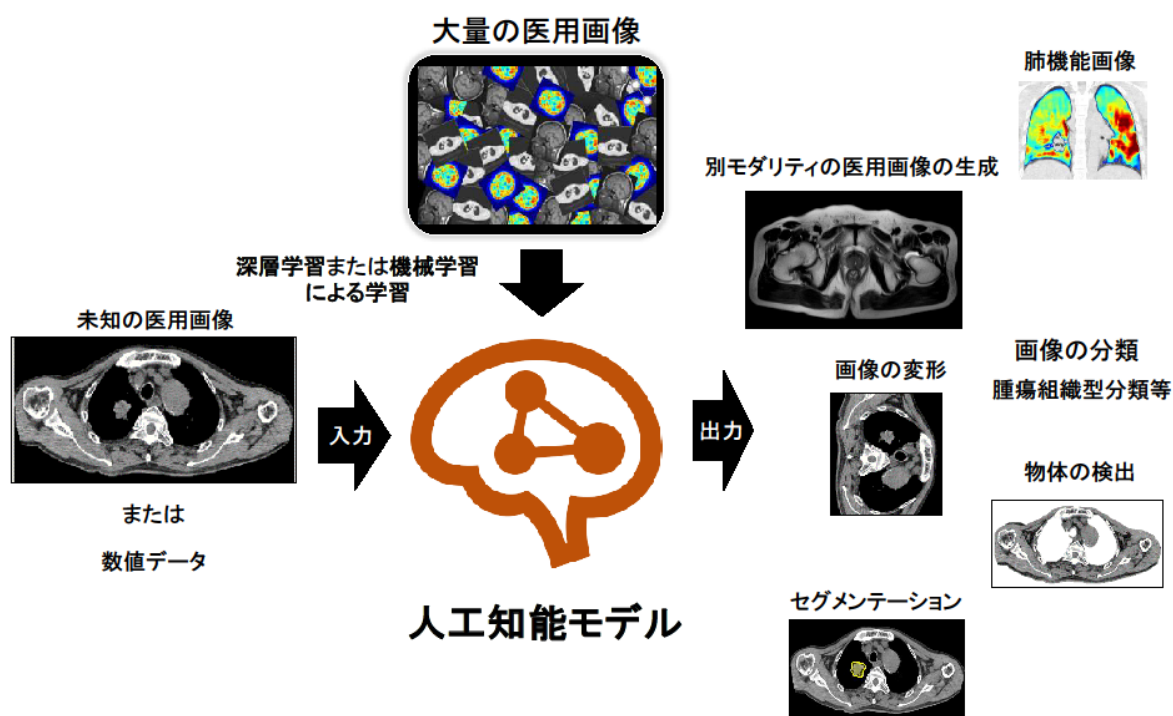 大量の医用画像
肺機能画像
別モダリティの医用画像の生成
深層学習または機械学習
による学習
未知の医用画像
画像の分類
腫瘍組織型分類等
画像の変形
入力
出力
物体の検出
または
数値データ
セグメンテーション
人工知能モデル